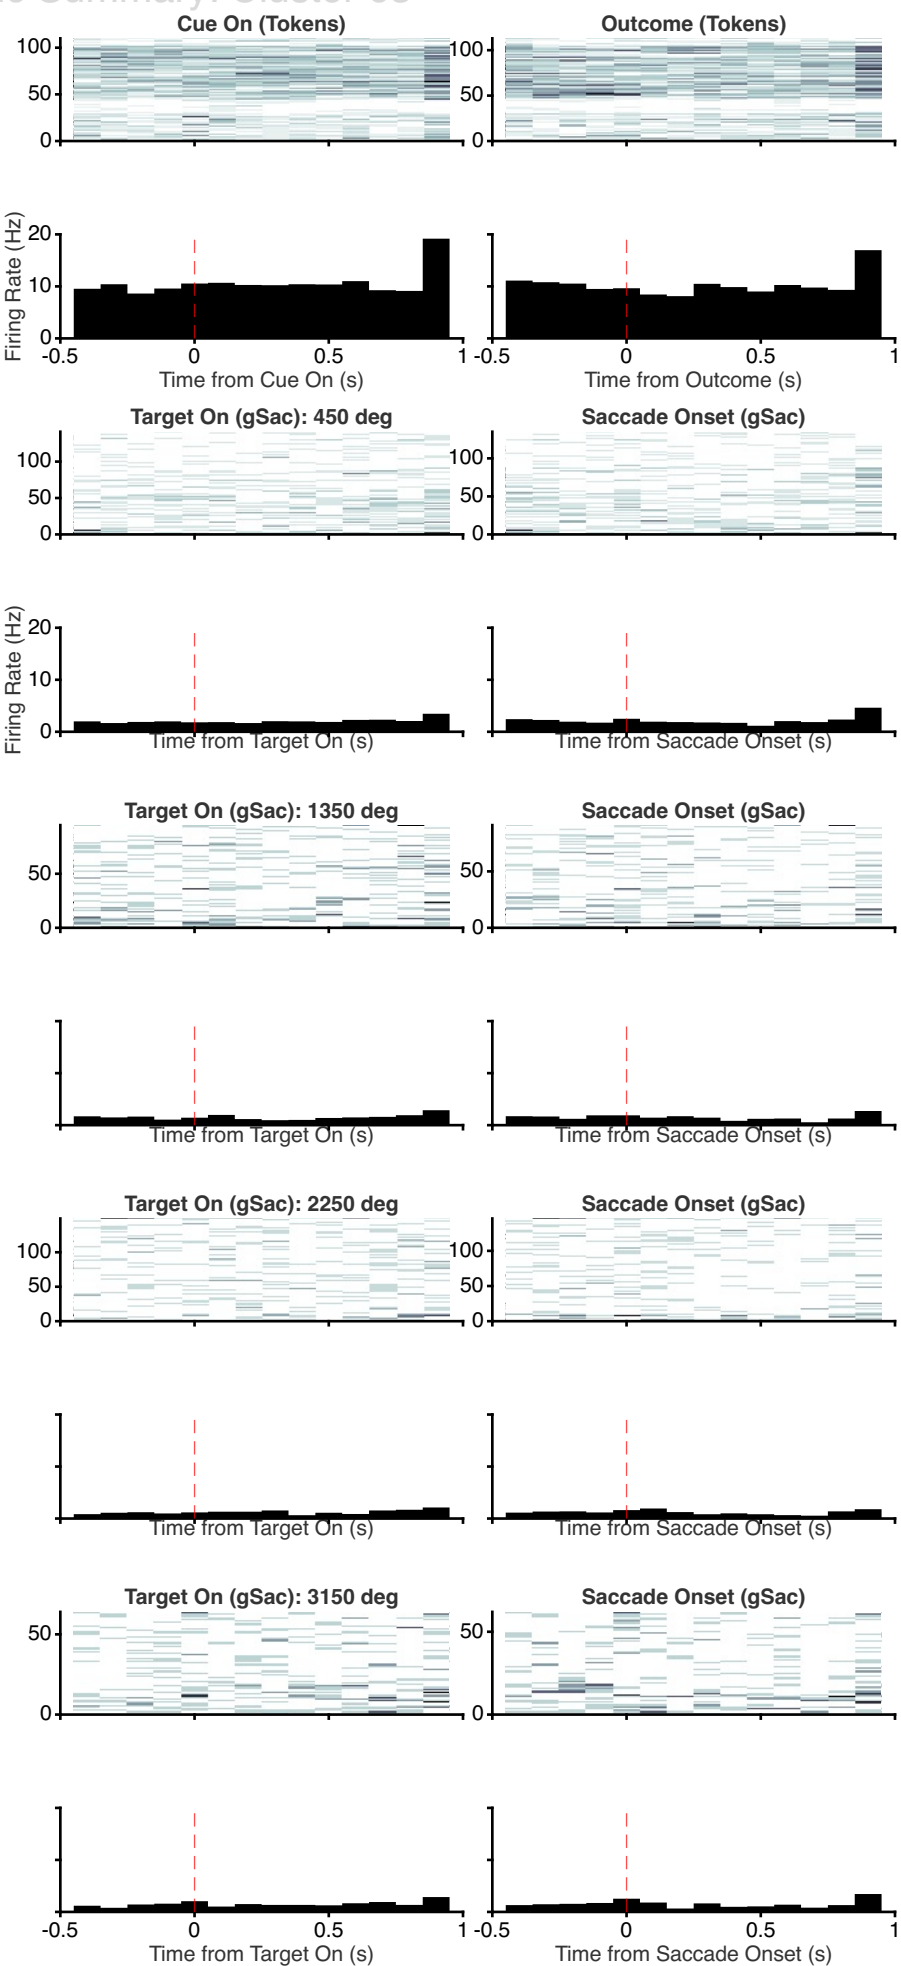 Summary: Cluster
Cue On (Tokens) Outcome (Tokens)
100 100
50 50
0 0
Firing Rate (Hz)
20
10
0
-0.5 0 0.5 1 -0.5 0 0.5 1
Time from Cue On (s) Time from Outcome (s)
Target On (gSac): 450 deg Saccade Onset (gSac)
100 100
50 50
0 0
Firing Rate (Hz)
20
10
0
Time from Target On (s) Time from Saccade Onset (s)
Target On (gSac): 1350 deg Saccade Onset (gSac)
50 50
0 0
Time from Target On (s) Time from Saccade Onset (s)
Target On (gSac): 2250 deg Saccade Onset (gSac)
100 100
50 50
0 0
Time from Target On (s) Time from Saccade Onset (s)
Target On (gSac): 3150 deg Saccade Onset (gSac)
50 50
0 0
-0.5 0 0.5 1 -0.5 0 0.5 1
Time from Target On (s) Time from Saccade Onset (s)